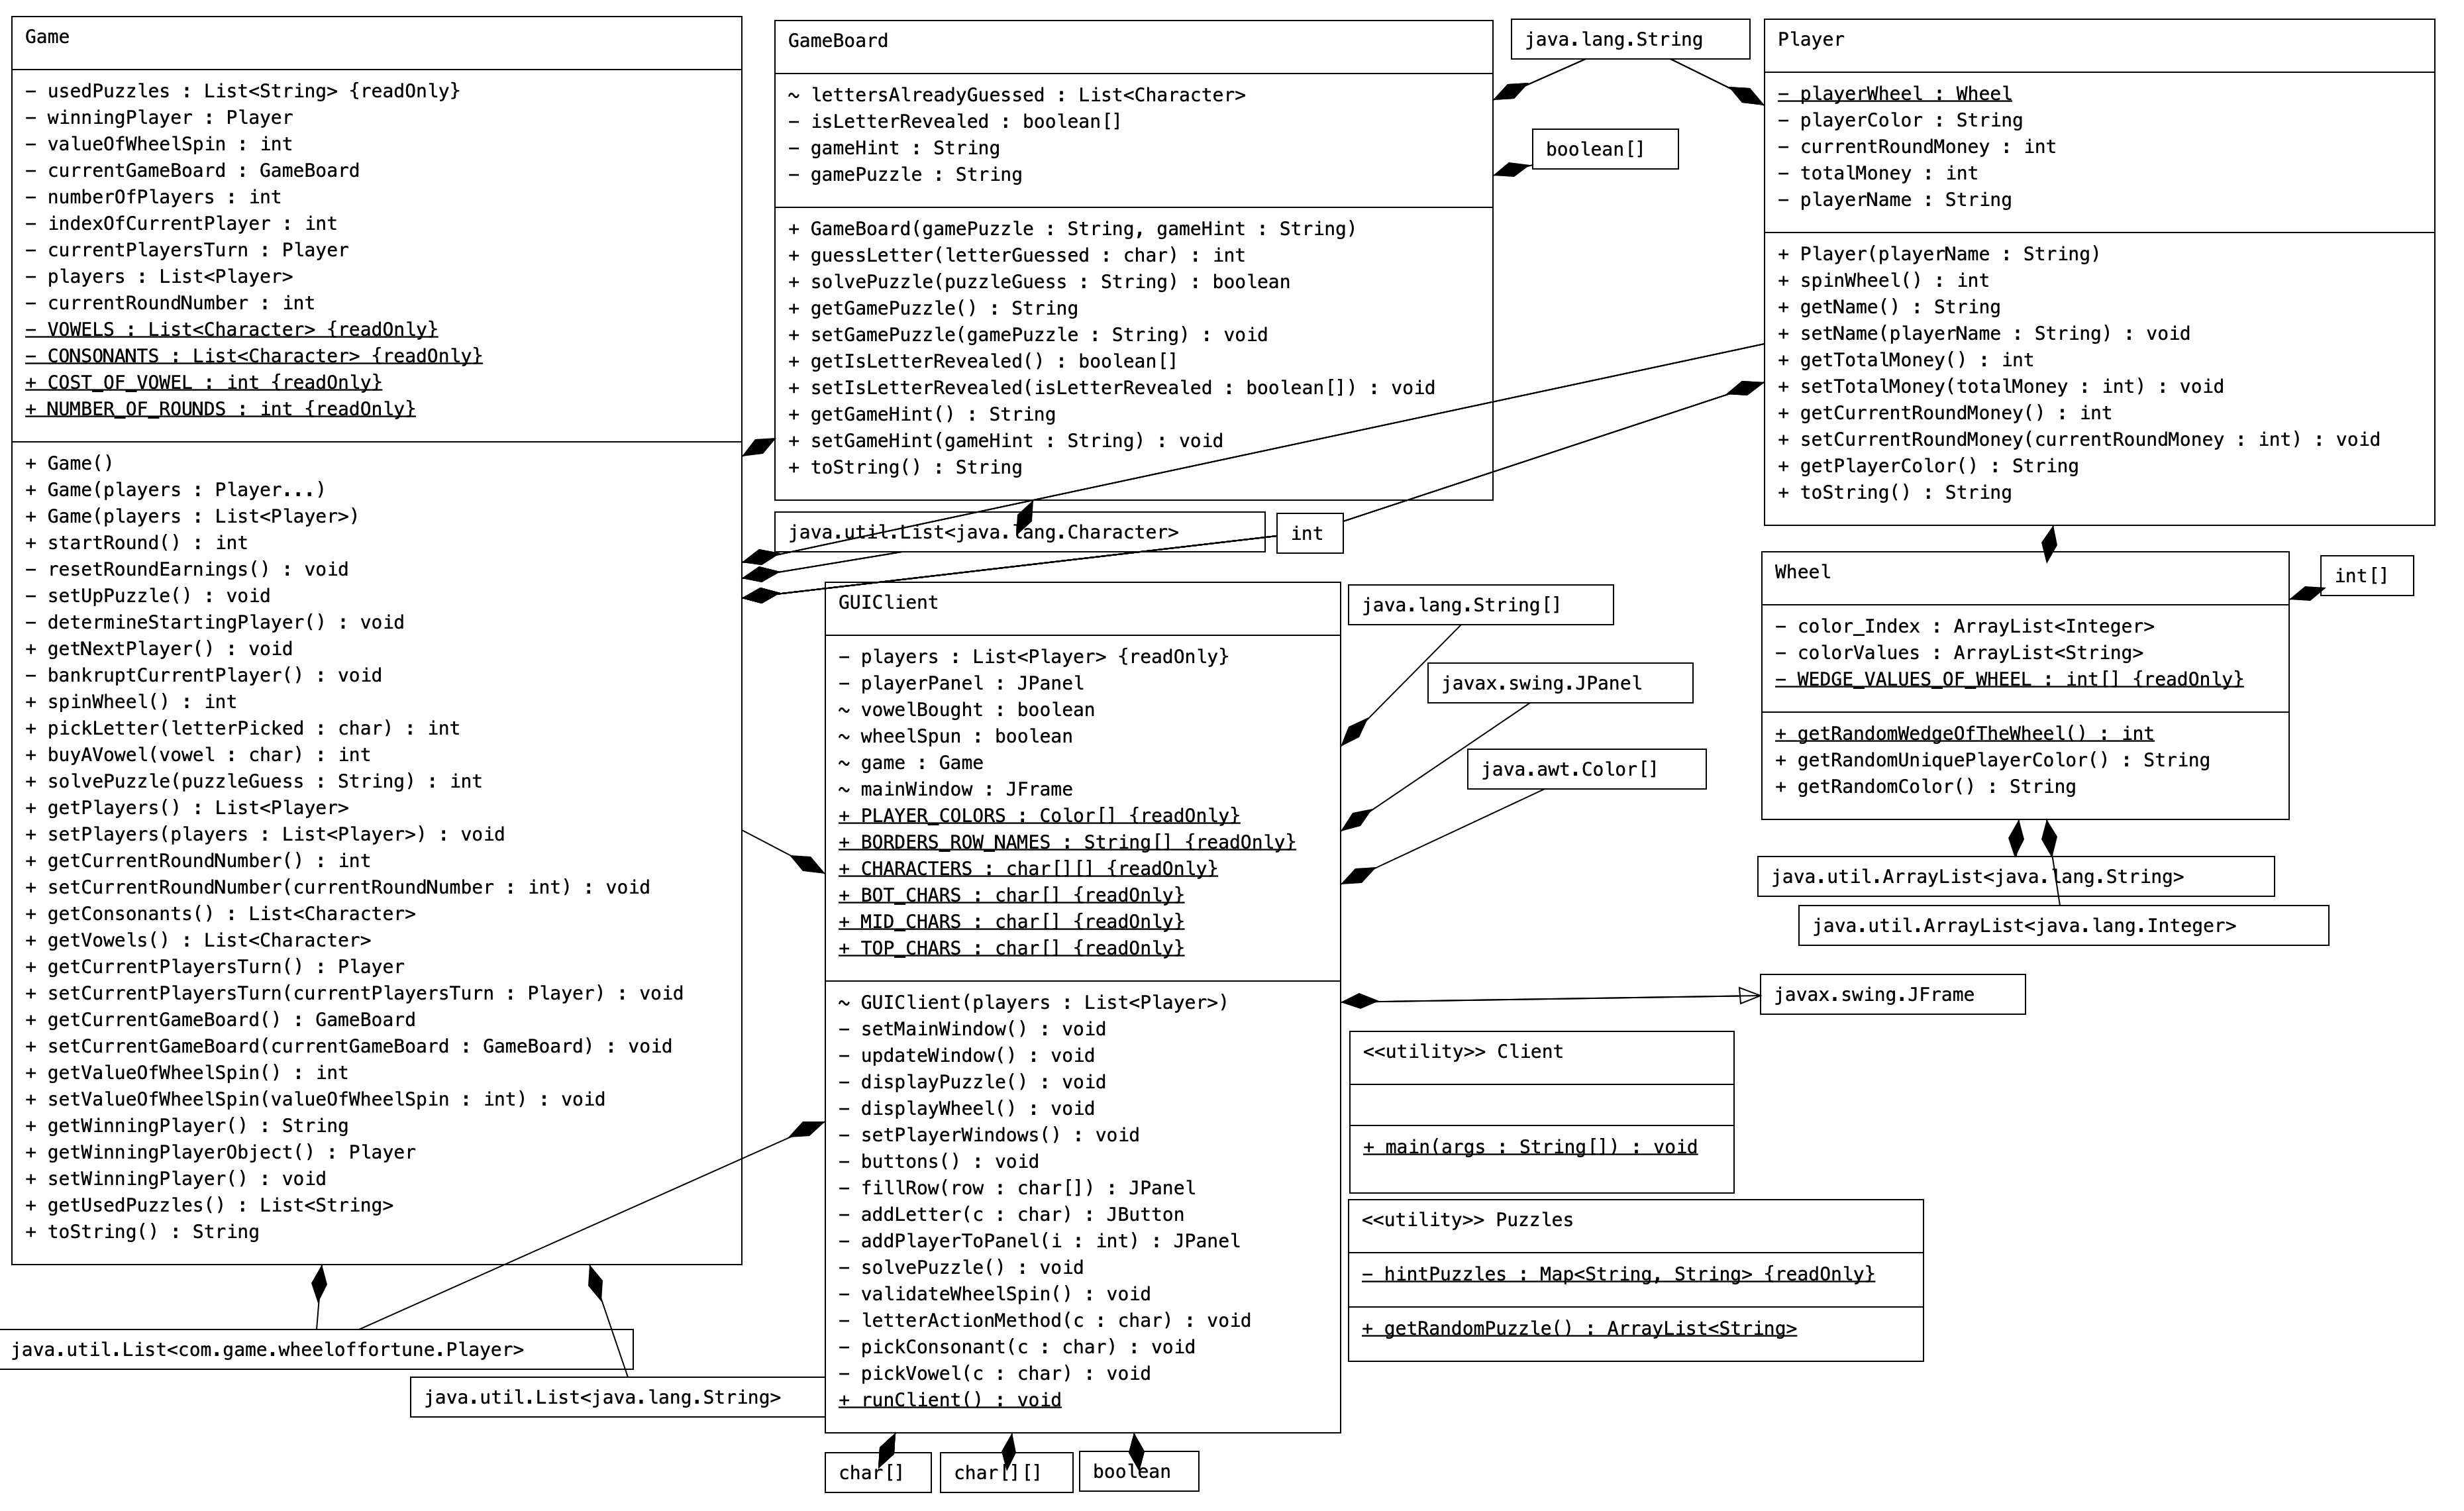 Game
− usedPuzzles : List<String> {readOnly}
− winningPlayer : Player
− valueOfWheelSpin : int
− currentGameBoard : GameBoard
− numberOfPlayers : int
− indexOfCurrentPlayer : int
− currentPlayersTurn : Player
− players : List<Player>
− currentRoundNumber : int
− VOWELS : List<Character> {readOnly}
− CONSONANTS : List<Character> {readOnly}
+ COST_OF_VOWEL : int {readOnly}
+ NUMBER_OF_ROUNDS : int {readOnly}
+ Game()
+ Game(players : Player...)
+ Game(players : List<Player>)
+ startRound() : int
− resetRoundEarnings() : void
− setUpPuzzle() : void
− determineStartingPlayer() : void
+ getNextPlayer() : void
− bankruptCurrentPlayer() : void
+ spinWheel() : int
+ pickLetter(letterPicked : char) : int
+ buyAVowel(vowel : char) : int
+ solvePuzzle(puzzleGuess : String) : int
+ getPlayers() : List<Player>
+ setPlayers(players : List<Player>) : void
+ getCurrentRoundNumber() : int
+ setCurrentRoundNumber(currentRoundNumber : int) : void
+ getConsonants() : List<Character>
+ getVowels() : List<Character>
+ getCurrentPlayersTurn() : Player
+ setCurrentPlayersTurn(currentPlayersTurn : Player) : void
+ getCurrentGameBoard() : GameBoard
+ setCurrentGameBoard(currentGameBoard : GameBoard) : void
+ getValueOfWheelSpin() : int
+ setValueOfWheelSpin(valueOfWheelSpin : int) : void
+ getWinningPlayer() : String
+ getWinningPlayerObject() : Player
+ setWinningPlayer() : void
+ getUsedPuzzles() : List<String>
+ toString() : String
java.util.List<com.game.wheeloffortune.Player>
java.util.List<java.lang.String>
GameBoard
~ lettersAlreadyGuessed : List<Character>
− isLetterRevealed : boolean[]
− gameHint : String
− gamePuzzle : String
+ GameBoard(gamePuzzle : String, gameHint : String)
+ guessLetter(letterGuessed : char) : int
+ solvePuzzle(puzzleGuess : String) : boolean
+ getGamePuzzle() : String
+ setGamePuzzle(gamePuzzle : String) : void
+ getIsLetterRevealed() : boolean[]
+ setIsLetterRevealed(isLetterRevealed : boolean[]) : void
+ getGameHint() : String
+ setGameHint(gameHint : String) : void
+ toString() : String
java.util.List<java.lang.Character>
int
java.lang.String
boolean[]
GUIClient
− players : List<Player> {readOnly}
− playerPanel : JPanel
~ vowelBought : boolean
~ wheelSpun : boolean
~ game : Game
~ mainWindow : JFrame
+ PLAYER_COLORS : Color[] {readOnly}
+ BORDERS_ROW_NAMES : String[] {readOnly}
+ CHARACTERS : char[][] {readOnly}
+ BOT_CHARS : char[] {readOnly}
+ MID_CHARS : char[] {readOnly}
+ TOP_CHARS : char[] {readOnly}
~ GUIClient(players : List<Player>)
− setMainWindow() : void
− updateWindow() : void
− displayPuzzle() : void
− displayWheel() : void
− setPlayerWindows() : void
− buttons() : void
− fillRow(row : char[]) : JPanel
− addLetter(c : char) : JButton
− addPlayerToPanel(i : int) : JPanel
− solvePuzzle() : void
− validateWheelSpin() : void
− letterActionMethod(c : char) : void
− pickConsonant(c : char) : void
− pickVowel(c : char) : void
+ runClient() : void
char[]
char[][]
boolean
java.lang.String[]
javax.swing.JPanel
java.awt.Color[]
Player
− playerWheel : Wheel
− playerColor : String
− currentRoundMoney : int
− totalMoney : int
− playerName : String
+ Player(playerName : String)
+ spinWheel() : int
+ getName() : String
+ setName(playerName : String) : void
+ getTotalMoney() : int
+ setTotalMoney(totalMoney : int) : void
+ getCurrentRoundMoney() : int
+ setCurrentRoundMoney(currentRoundMoney : int) : void
+ getPlayerColor() : String
+ toString() : String
Wheel
− color_Index : ArrayList<Integer>
− colorValues : ArrayList<String>
− WEDGE_VALUES_OF_WHEEL : int[] {readOnly}
+ getRandomWedgeOfTheWheel() : int
+ getRandomUniquePlayerColor() : String
+ getRandomColor() : String
int[]
java.util.ArrayList<java.lang.String>
java.util.ArrayList<java.lang.Integer>
javax.swing.JFrame
<<utility>> Client
+ main(args : String[]) : void
<<utility>> Puzzles
− hintPuzzles : Map<String, String> {readOnly}
+ getRandomPuzzle() : ArrayList<String>